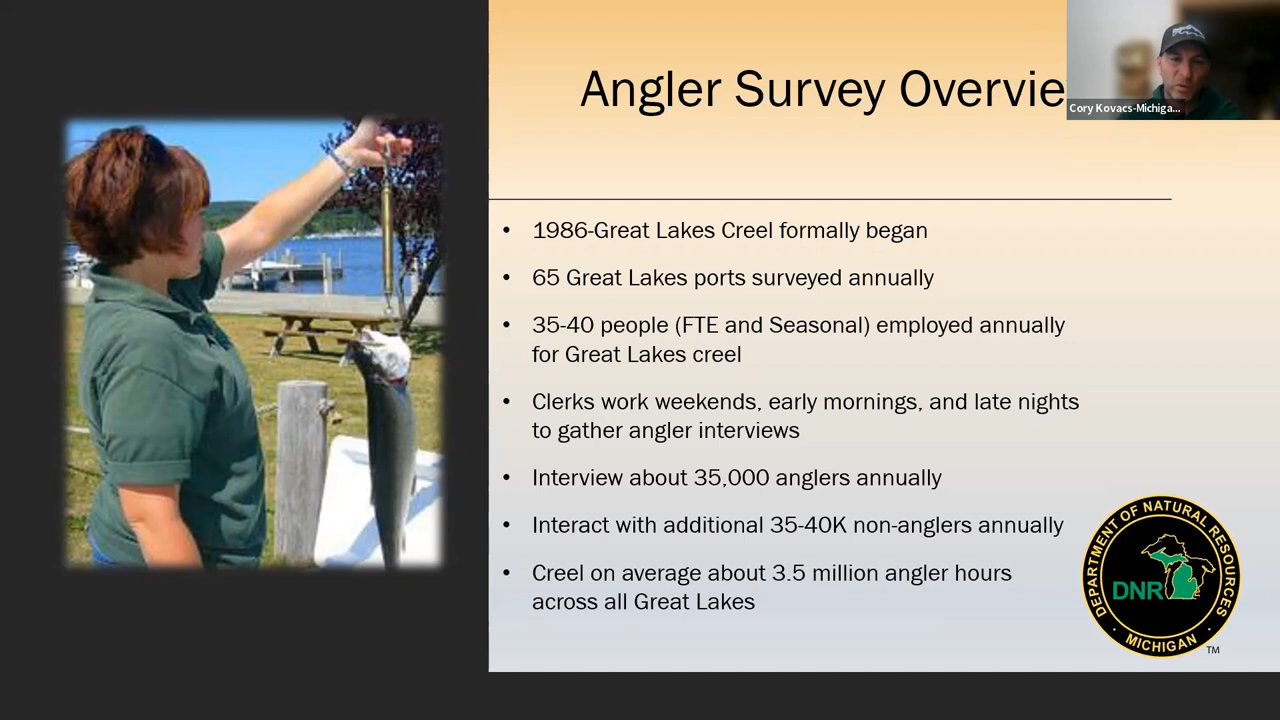 Angler Survey Overvie
Cory Kovacs-Michiga...
• 1986-Great Lakes Creel formally began
• 65 Great Lakes ports surveyed annually
• 35-40 people (FTE and Seasonal) employed annually
for Great Lakes creel
• Clerks work weekends, early mornings, and late nights
to gather angler interviews
• Interview about 35,000 anglers annually
• Interact with additional 35-40K non-anglers annually
• Creel on average about 3.5 million angler hours
across all Great Lakes
DEPARTMENT OF NATURAL RESOURCES
DNR
MICHIGAN
TM